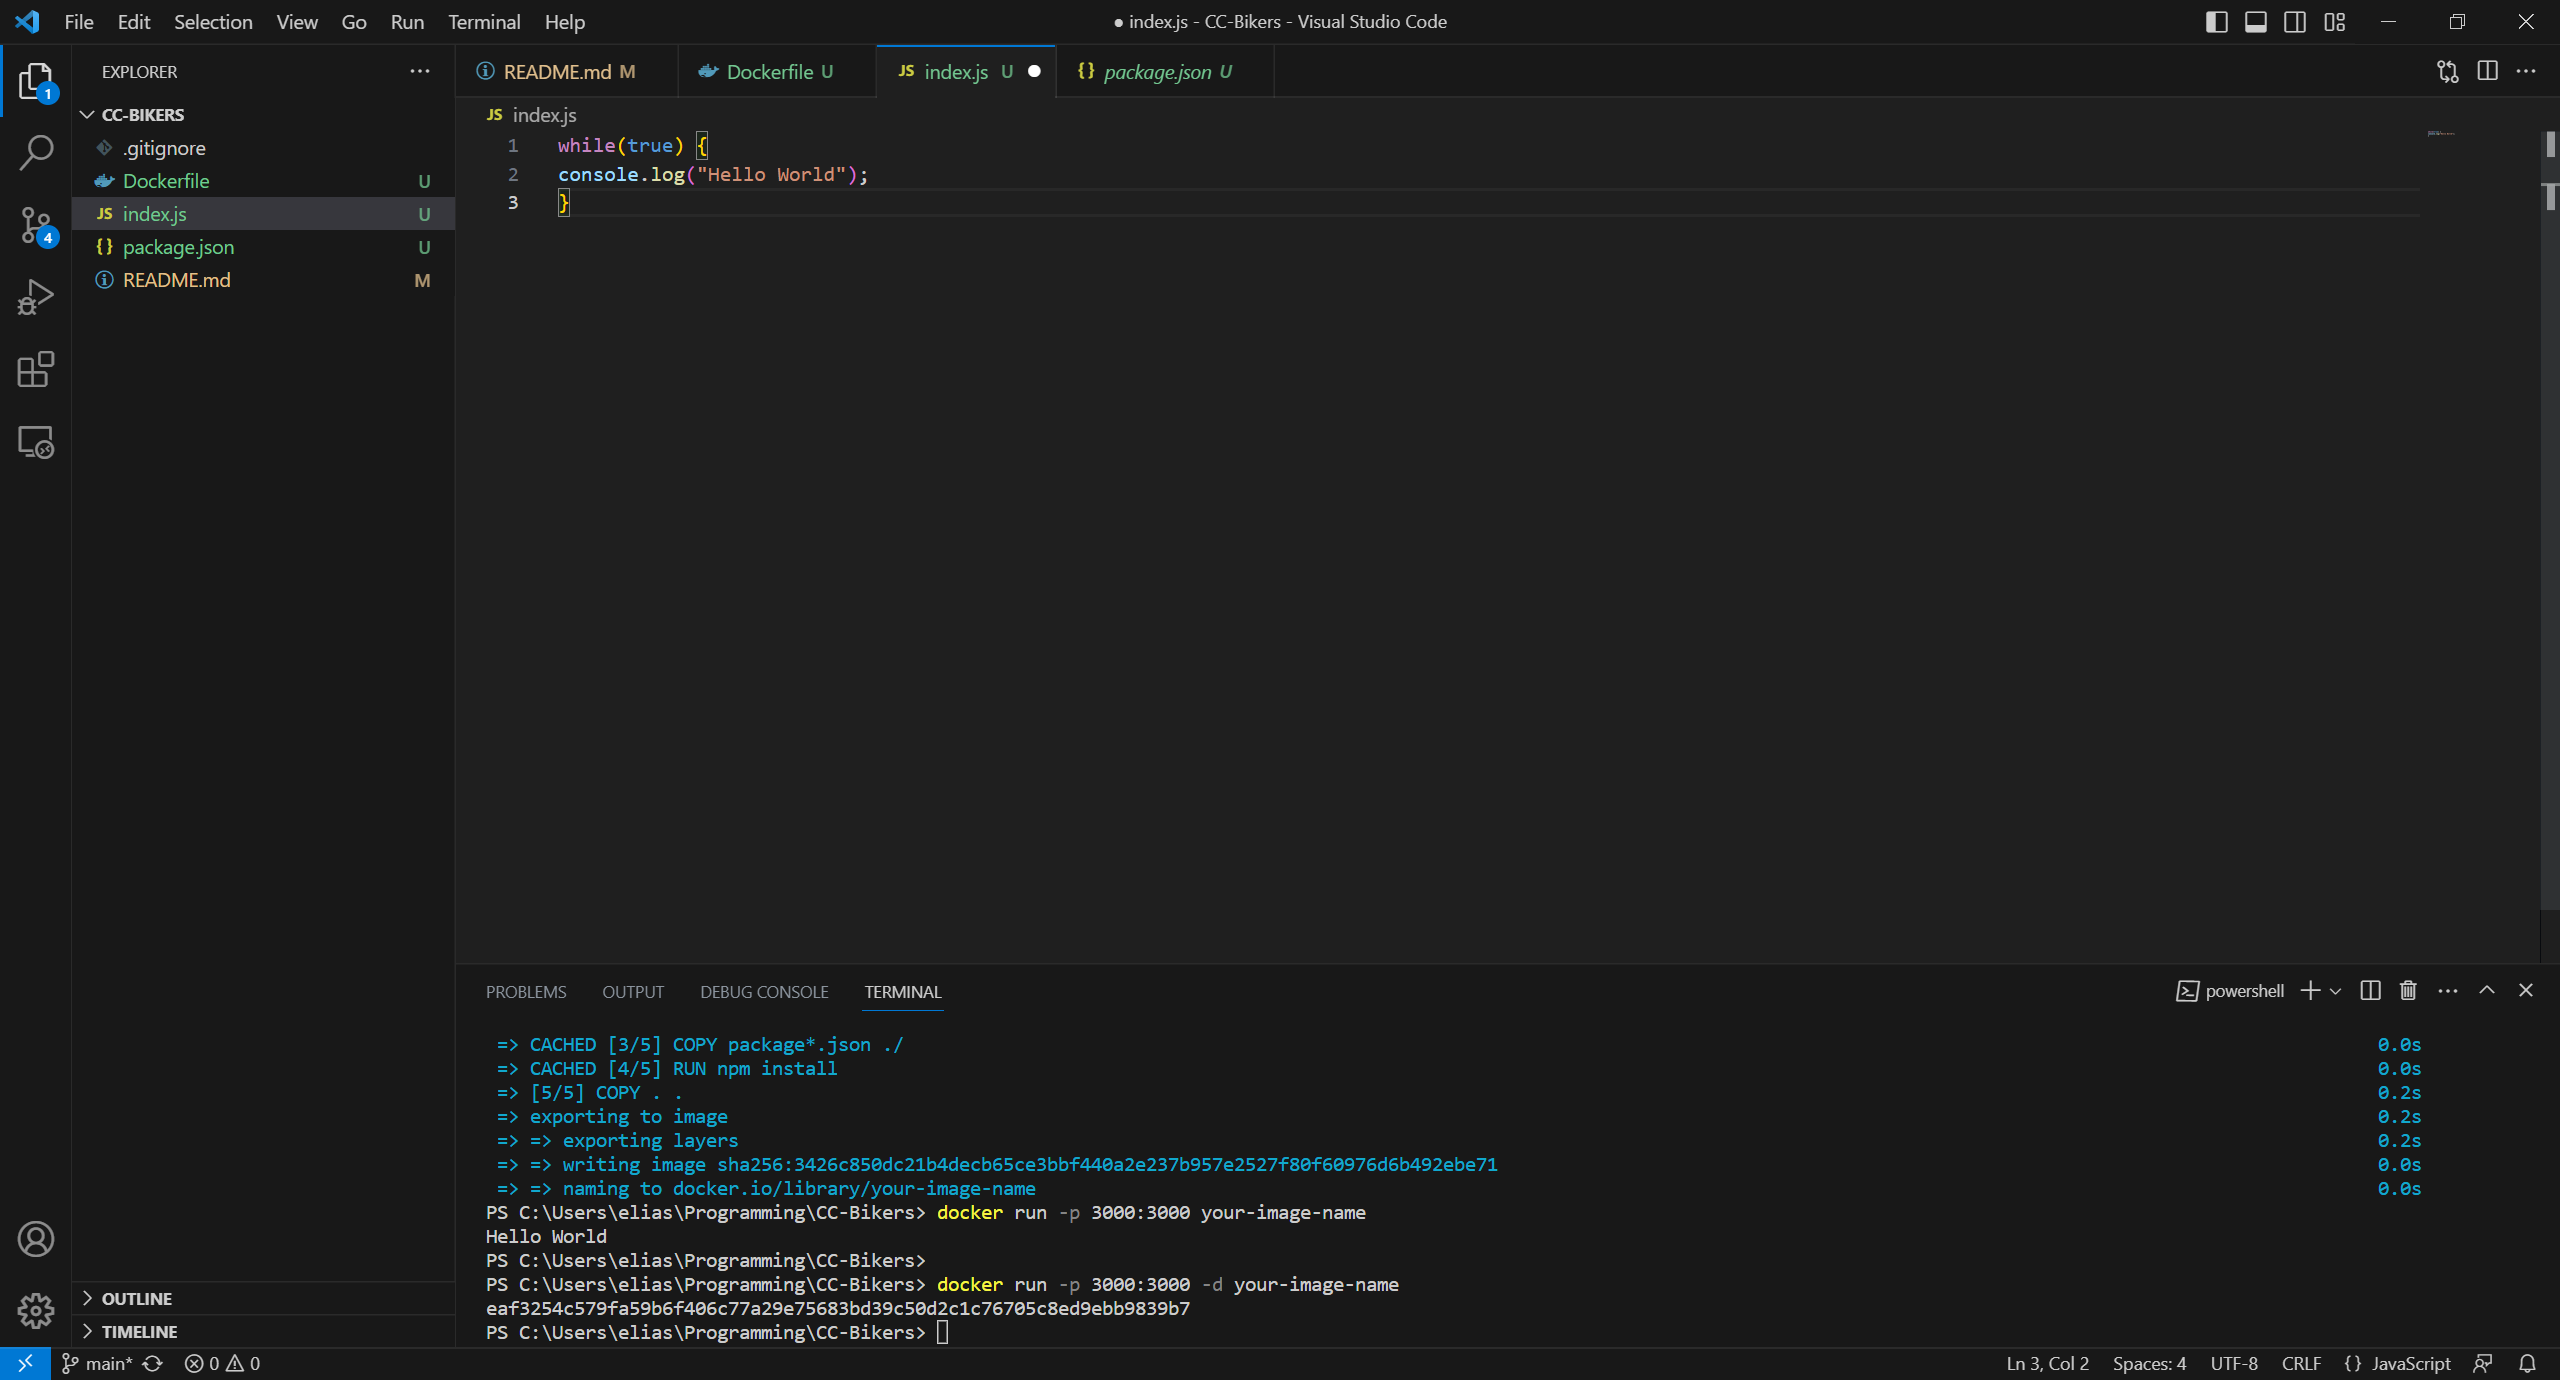 File Edit Selection View Go Run Terminal Help
● index.js - CC-Bikers - Visual Studio Code
EXPLORER
CC-BIKERS
.gitignore
Dockerfile U
JS index.js U
{} package.json U
README.md M
OUTLINE
TIMELINE
1
4
README.md M
Dockerfile U
JS index.js U
{} package.json U
JS index.js
1 while(true) {
2 console.log("Hello World");
3 }
PROBLEMS OUTPUT DEBUG CONSOLE TERMINAL
powershell
=> CACHED [3/5] COPY package*.json ./ 0.0s
=> CACHED [4/5] RUN npm install 0.0s
=> [5/5] COPY . . 0.2s
=> exporting to image 0.2s
=> => exporting layers 0.2s
=> => writing image sha256:3426c850dc21b4decb65ce3bbf440a2e237b957e2527f80f60976d6b492ebe71 0.0s
=> => naming to docker.io/library/your-image-name 0.0s
PS C:\Users\elias\Programming\CC-Bikers> docker run -p 3000:3000 your-image-name
Hello World
PS C:\Users\elias\Programming\CC-Bikers>
PS C:\Users\elias\Programming\CC-Bikers> docker run -p 3000:3000 -d your-image-name
eaf3254c579fa59b6f406c77a29e75683bd39c50d2c1c76705c8ed9ebb9839b7
PS C:\Users\elias\Programming\CC-Bikers>
main* 0 0
Ln 3, Col 2 Spaces: 4 UTF-8 CRLF {} JavaScript